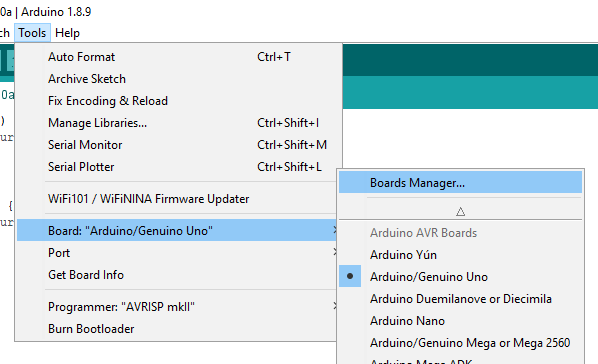 0a | Arduino 1.8.9
ch Tools Help
Auto Format Ctrl+T
Archive Sketch
Fix Encoding & Reload
Manage Libraries... Ctrl+Shift+I
Serial Monitor Ctrl+Shift+M
Serial Plotter Ctrl+Shift+L
WiFi101 / WiFiNINA Firmware Updater
Board: "Arduino/Genuino Uno"
Port
Get Board Info
Programmer: "AVRISP mkII"
Burn Bootloader
Boards Manager...
Arduino AVR Boards
Arduino Yún
Arduino/Genuino Uno
Arduino Duemilanove or Diecimila
Arduino Nano
Arduino/Genuino Mega or Mega 2560
Arduino Mega ADK
0a
)
ur
{
ur